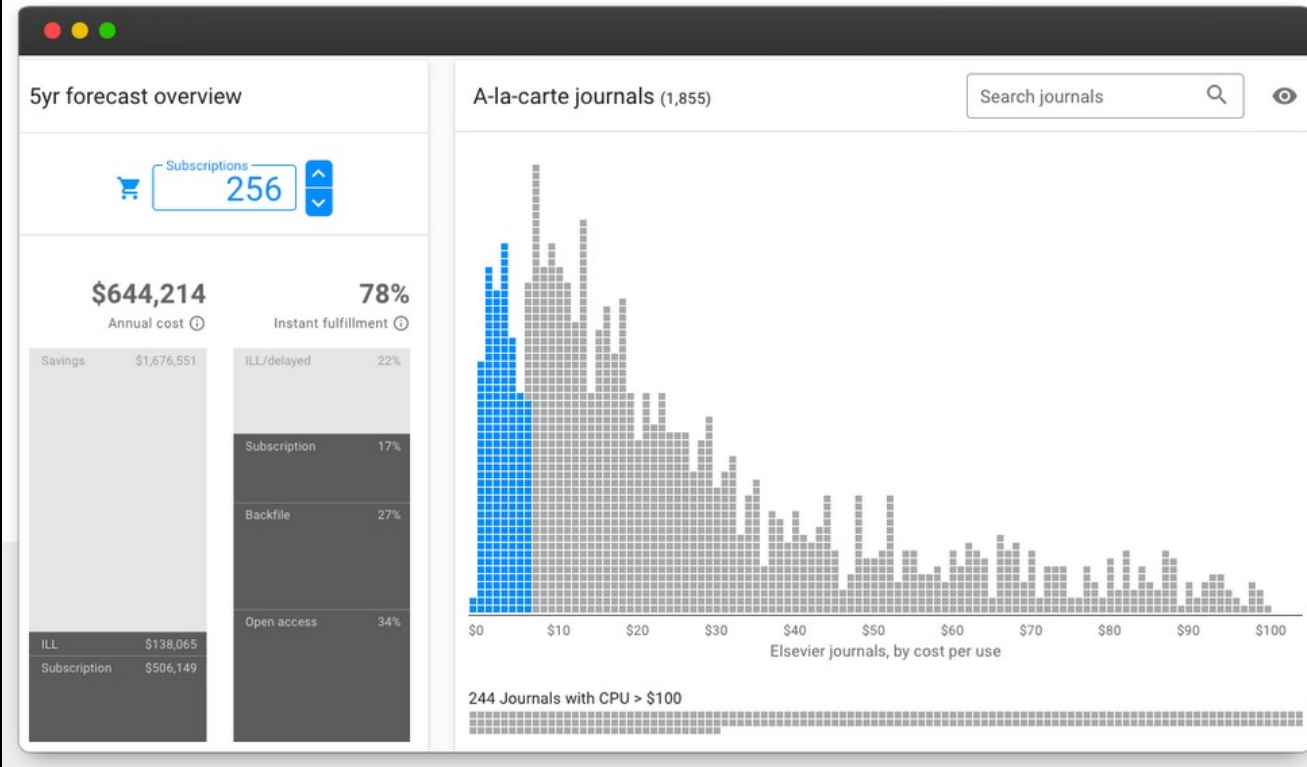 5yr forecast overview
Subscriptions
256
$644,214
Annual cost
78%
Instant fulfillment
Savings $1,676,551
ILL $138,065
Subscription $506,149
ILL/delayed 22%
Subscription 17%
Backfile 27%
Open access 34%
A-la-carte journals (1,855)
Search journals
$0 $10 $20 $30 $40 $50 $60 $70 $80 $90 $100
Elsevier journals, by cost per use
244 Journals with CPU > $100